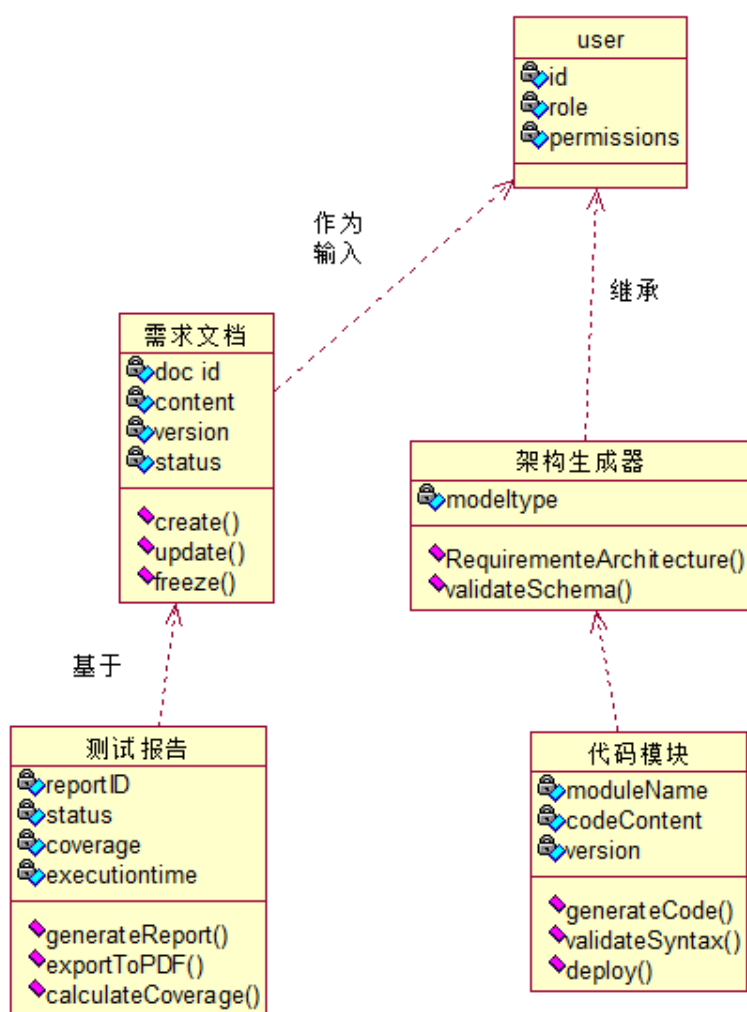 user
id
role
permissions
作为
输入
继承
需求文档
doc id
content
version
status
create()
update()
freeze()
架构生成器
modeltype
RequirementeArchitecture()
validateSchema()
基于
测试报告
reportID
status
coverage
executiontime
generateReport()
exportToPDF()
calculateCoverage()
代码模块
moduleName
codeContent
version
generateCode()
validateSyntax()
deploy()